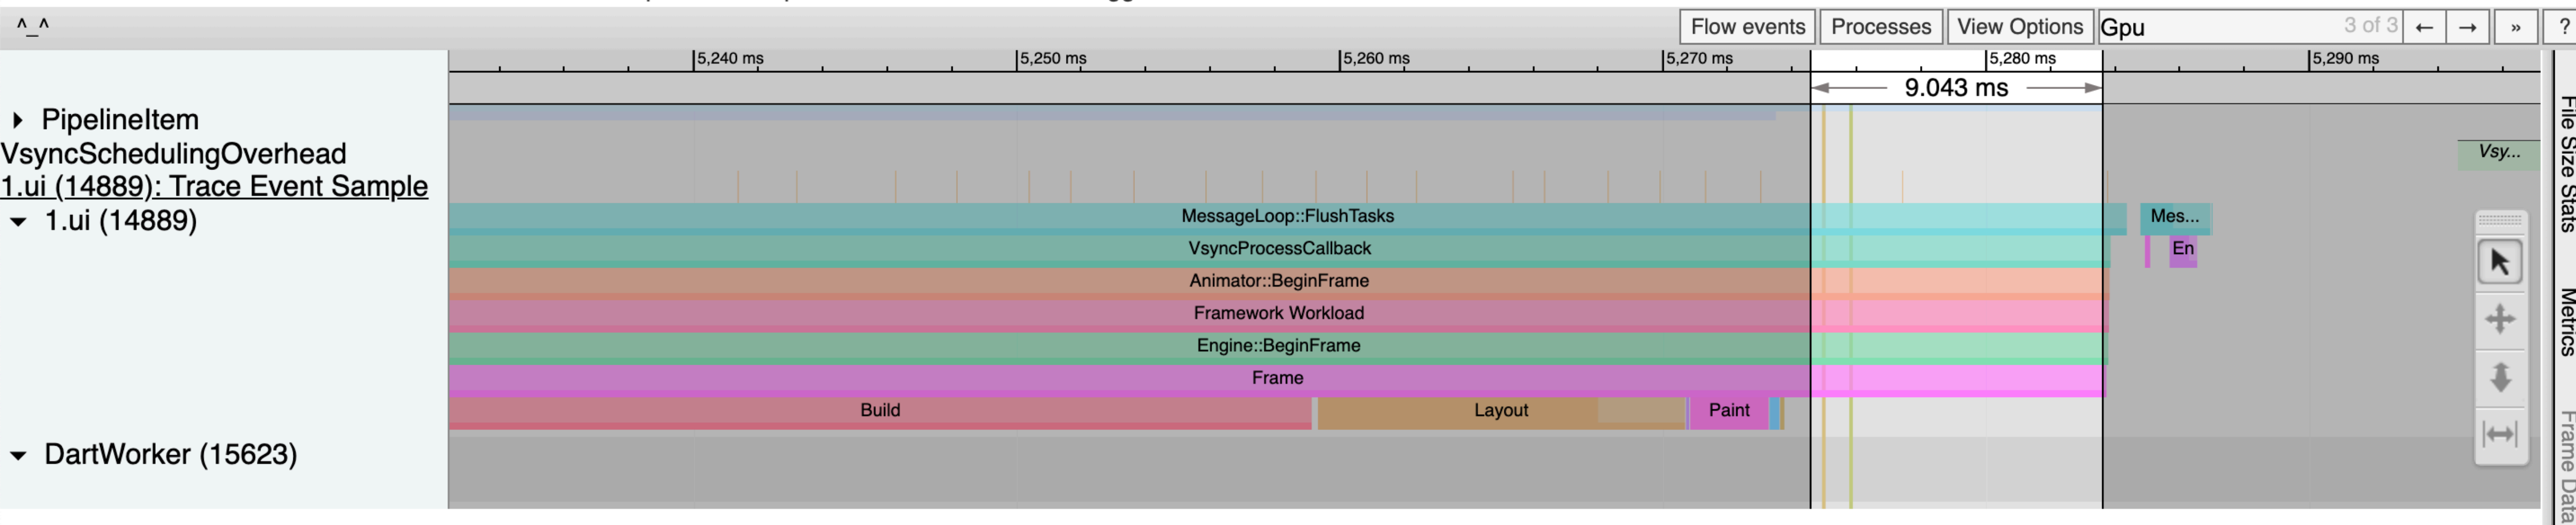 ^_^ Flow events Processes View Options Gpu 3 of 3 ← → » ?
5,240 ms 5,250 ms 5,260 ms 5,270 ms 5,280 ms 5,290 ms
9.043 ms
PipelineItem
VsyncSchedulingOverhead
Vsy...
1.ui (14889): Trace Event Sample
1.ui (14889)
MessageLoop::FlushTasks Mes...
VsyncProcessCallback En
Animator::BeginFrame
Framework Workload
Engine::BeginFrame
Frame
Build Layout Paint
DartWorker (15623)
File Size Stats
Metrics
Frame Data